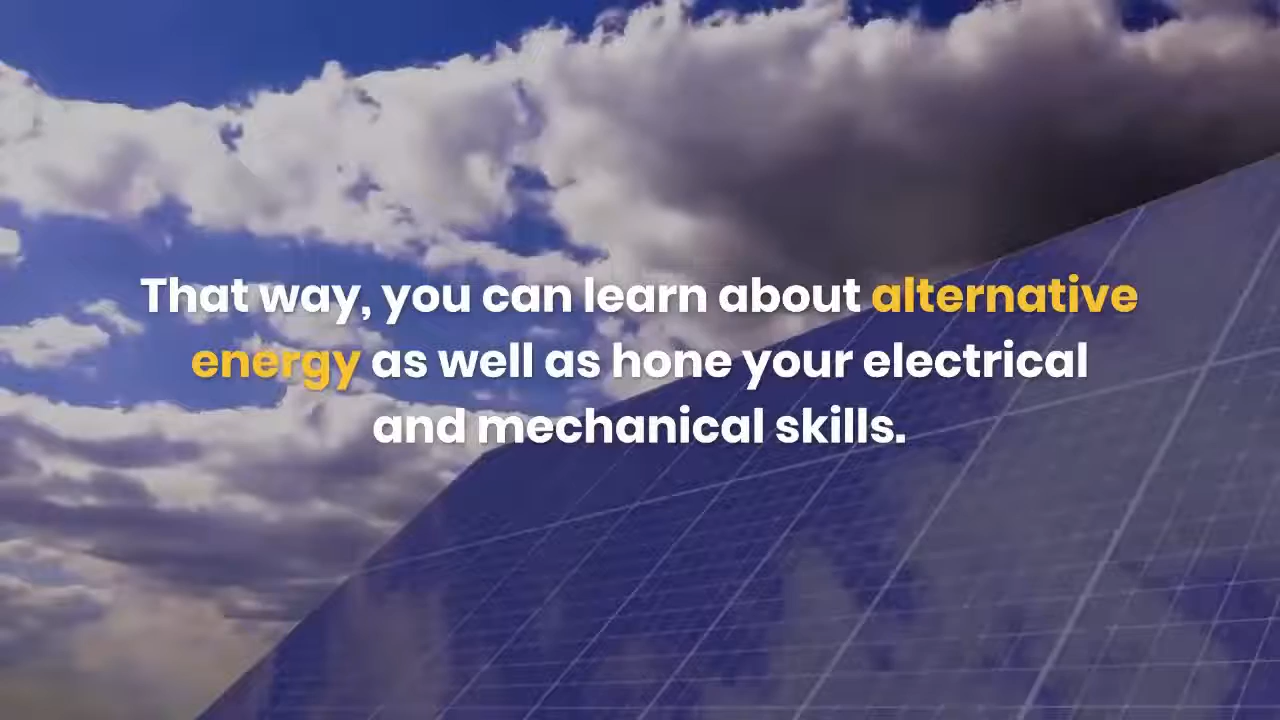 That way, you can learn about alternative
energy as well as hone your electrical
and mechanical skills.